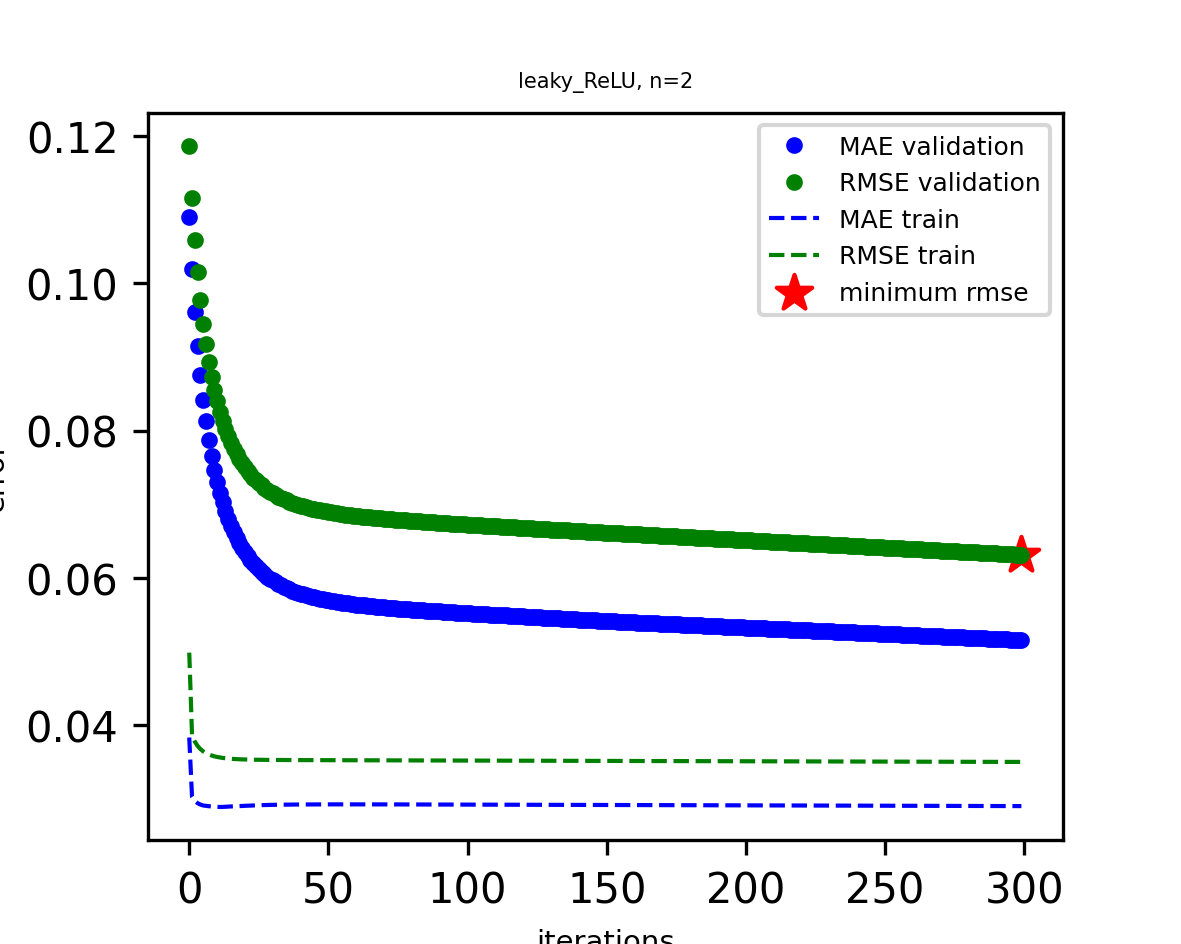 leaky_ReLU, n=2
0.12
0.10
0.08
0.06
0.04
MAE validation
RMSE validation
MAE train
RMSE train
minimum rmse
0 50 100 150 200 250 300
iterations